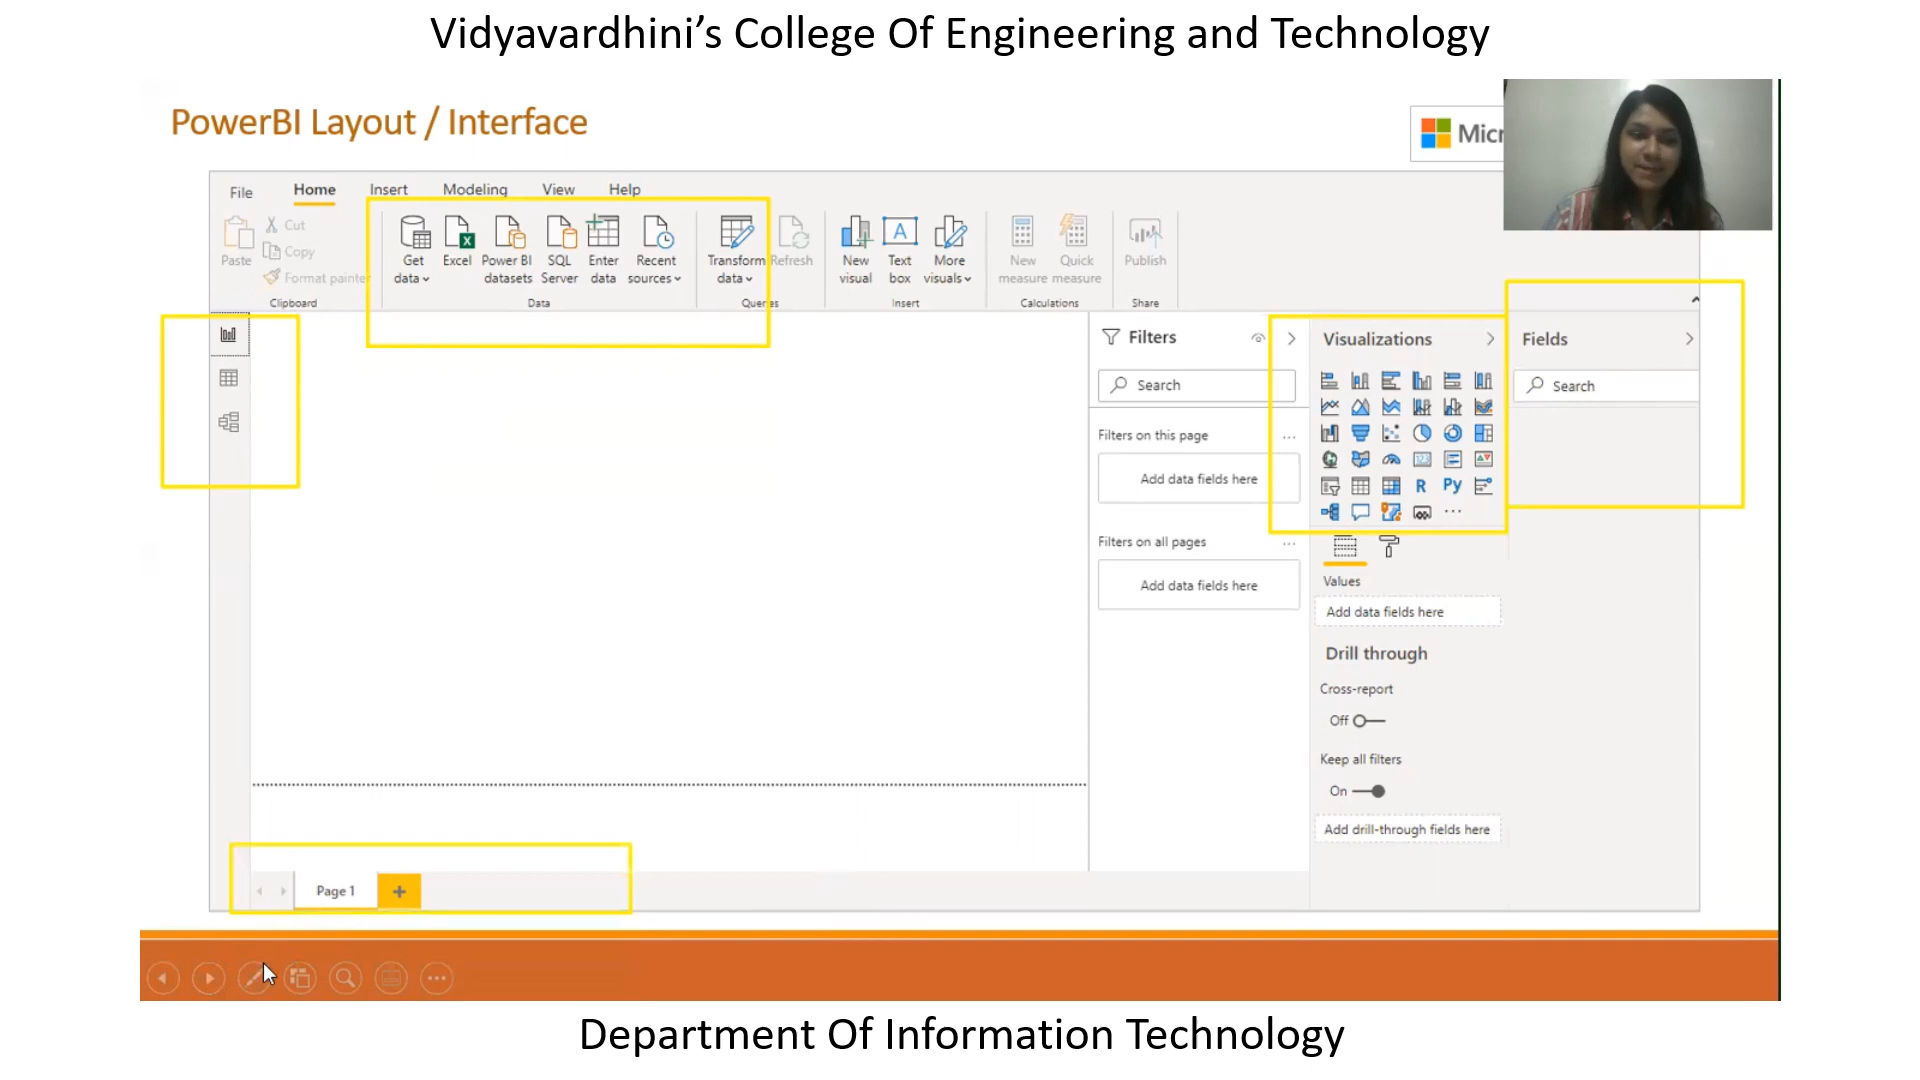 Vidyavardhini’s College Of Engineering and Technology
PowerBI Layout / Interface
File Home Insert Modeling View Help
Paste
Cut
Copy
Format painter
Clipboard
Get data
Excel
Power BI datasets
SQL Server
Enter data
Recent sources
Data
Transform data
Refresh
Queries
New visual
Text box
More visuals
Insert
New measure
Quick measure
Calculations
Publish
Share
Filters
Search
Filters on this page
Add data fields here
Filters on all pages
Add data fields here
Visualizations
R
Py
Values
Add data fields here
Drill through
Cross-report
Off
Keep all filters
On
Add drill-through fields here
Fields
Search
Page 1
Department Of Information Technology